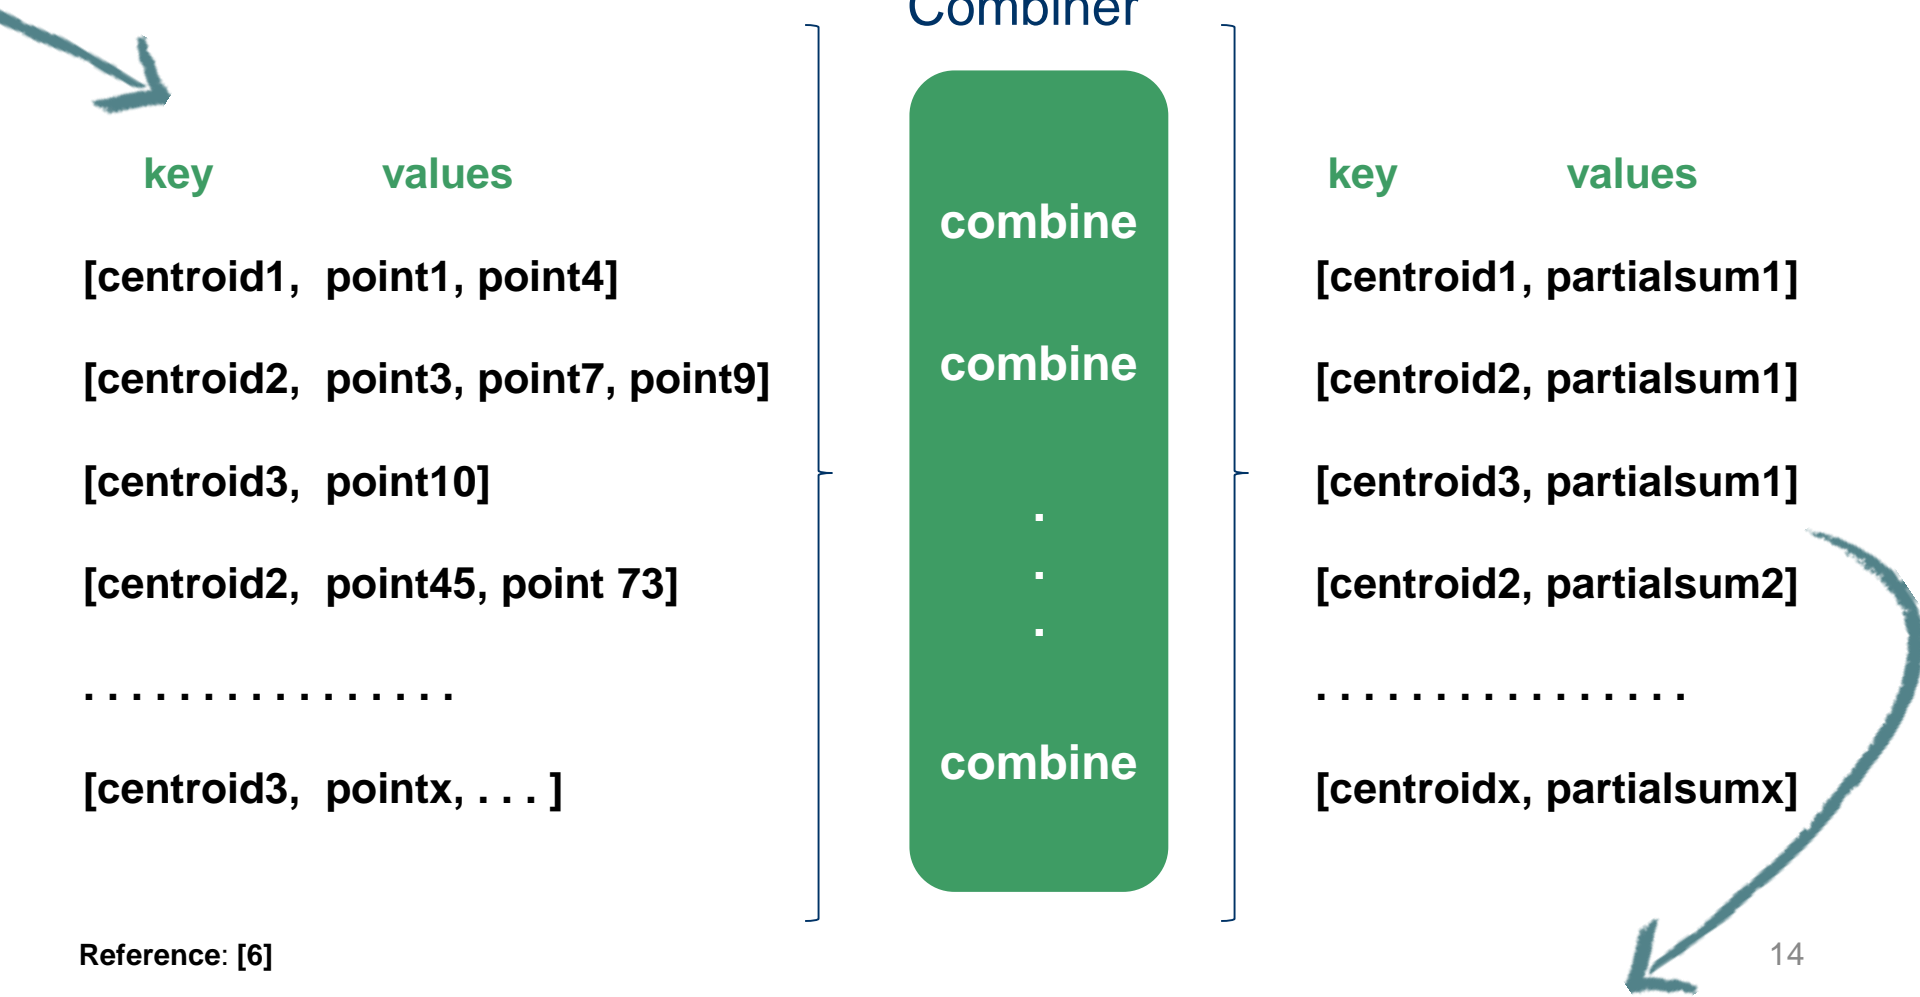 Combiner
key values
[centroid1, point1, point4]
[centroid2, point3, point7, point9]
[centroid3, point10]
[centroid2, point45, point 73]
. . . . . . . . . . . . . . . .
[centroid3, pointx, . . . ]
combine
combine
.
.
.
combine
key values
[centroid1, partialsum1]
[centroid2, partialsum1]
[centroid3, partialsum1]
[centroid2, partialsum2]
. . . . . . . . . . . . . . . .
[centroidx, partialsumx]
Reference: [6]
14